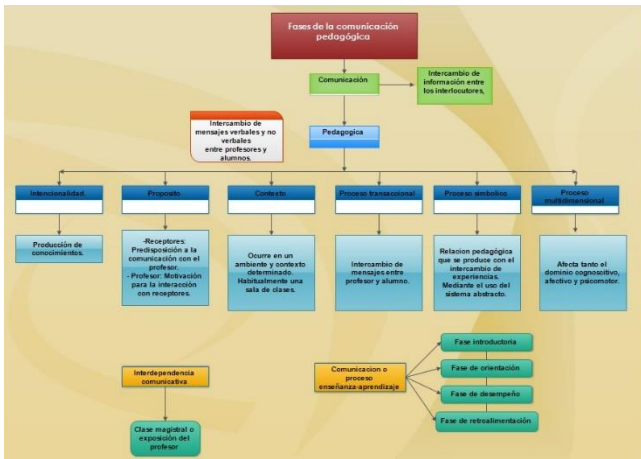 Fases de la comunicación
pedagógica
Comunicación
Intercambio de
información entre
los interlocutores,
Intercambio de
mensajes verbales y no
verbales
entre profesores y
alumnos.
Pedagogica
Intencionalidad.
Proposito
Contexto
Proceso transaccional
Proceso simbolico
Proceso
multidimensional
Producción de
conocimientos.
-Receptores:
Predisposición a la
comunicación con el
profesor.
- Profesor: Motivación
para la interacción
con receptores.
Ocurre en un
ambiente y contexto
determinado.
Habitualmente una
sala de clases.
Intercambio de
mensajes entre
profesor y alumno.
Relacion pedagógica
que se produce con el
intercambio de
experiencias.
Mediante el uso del
sistema abstracto.
Afecta tanto el
dominio cognoscitivo,
afectivo y psicomotor.
Interdependencia
comunicativa
Clase magistral o
exposición del
profesor
Comunicacion o
proceso
enseñanza-aprendizaje
Fase introductoria
Fase de orientación
Fase de desempeño
Fase de retroalimentación